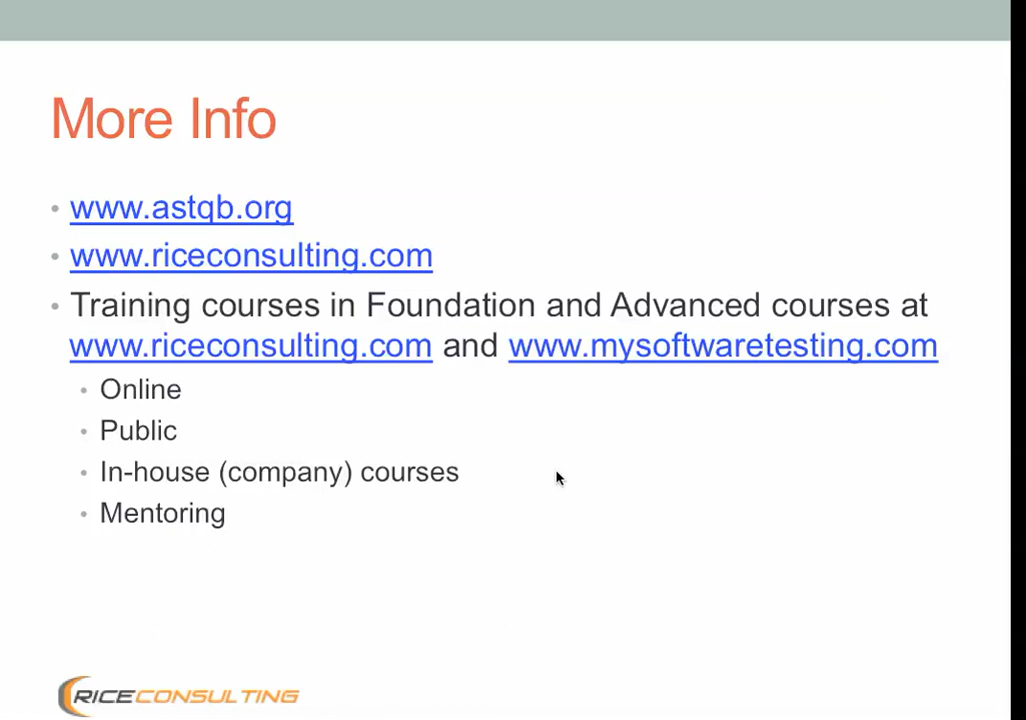 More Info
• www.astqb.org
• www.riceconsulting.com
• Training courses in Foundation and Advanced courses at
www.riceconsulting.com and www.mysoftwaretesting.com
• Online
• Public
• In-house (company) courses
• Mentoring
RICECONSULTING